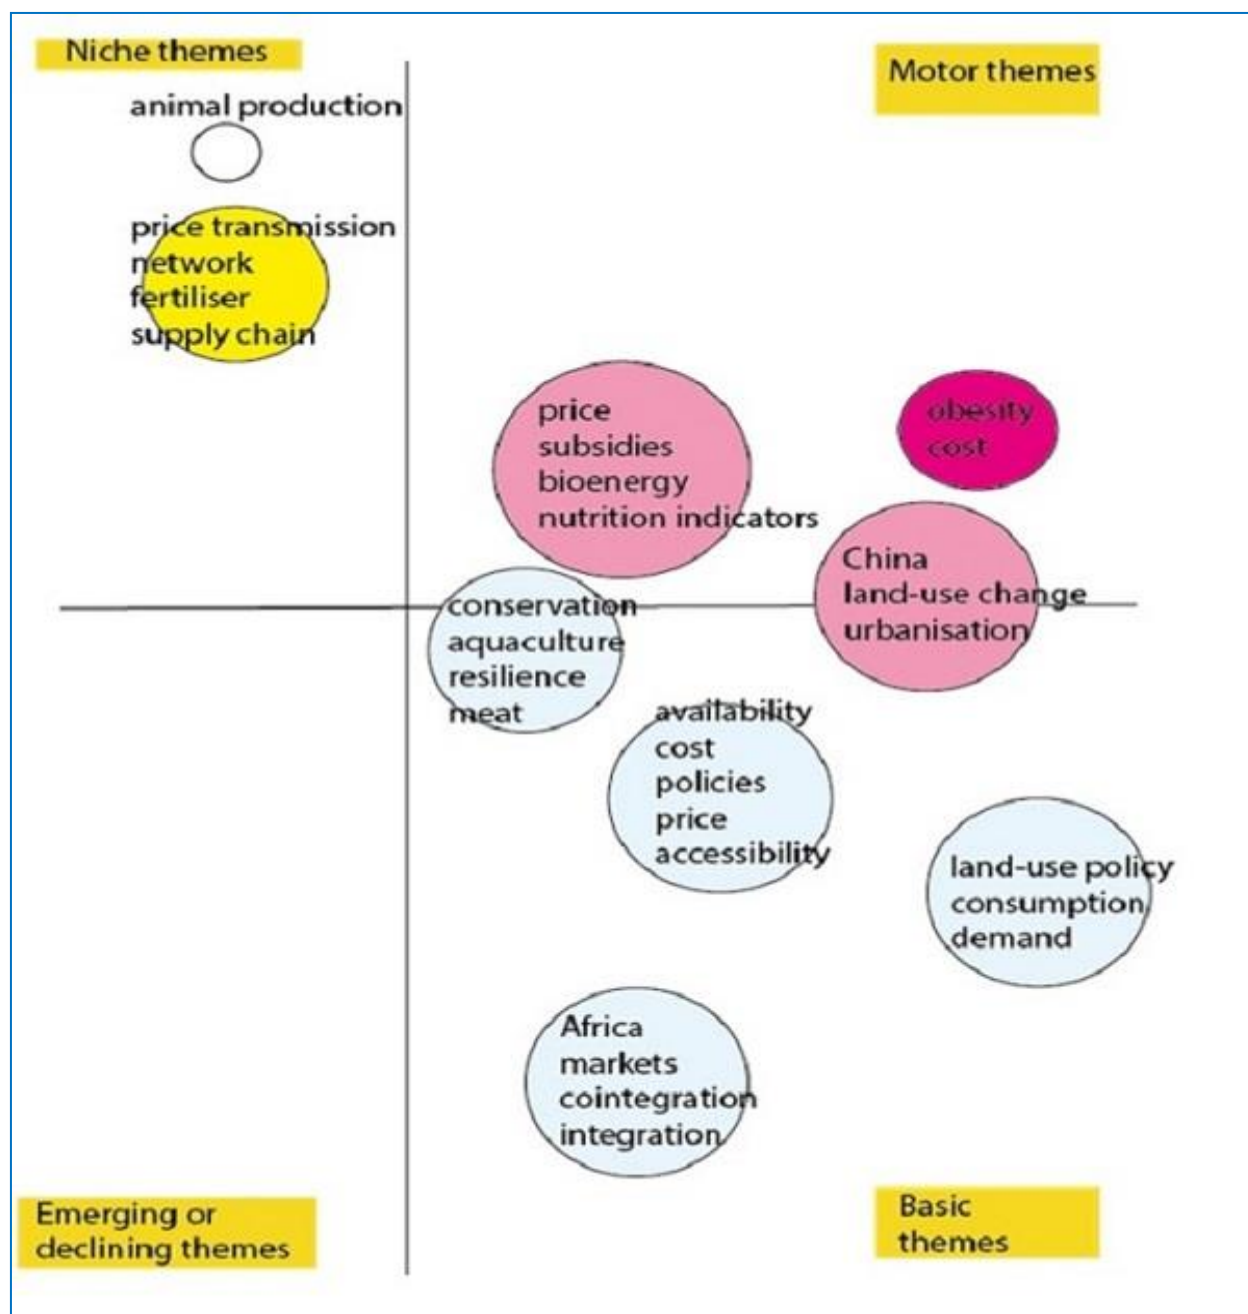 Niche themes
Motor themes
animal production
price transmission
network
fertiliser
supply chain
price
subsidies
bioenergy
nutrition indicators
obesity
cost
China
land-use change
urbanisation
conservation
aquaculture
resilience
meat
availability
cost
policies
price
accessibility
land-use policy
consumption
demand
Africa
markets
cointegration
integration
Emerging or
declining themes
Basic
themes